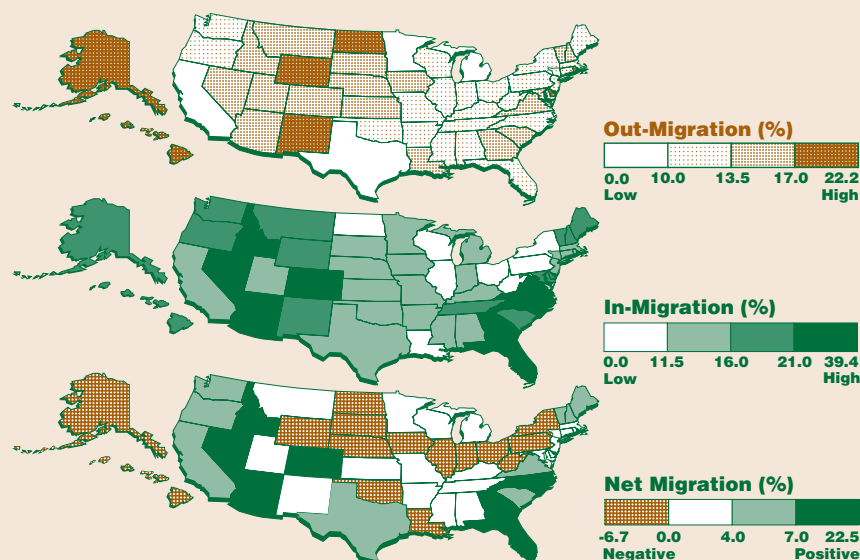 Out-Migration (%)
0.0 10.0 13.5 17.0 22.2
Low High
In-Migration (%)
0.0 11.5 16.0 21.0 39.4
Low High
Net Migration (%)
-6.7 0.0 4.0 7.0 22.5
Negative Positive